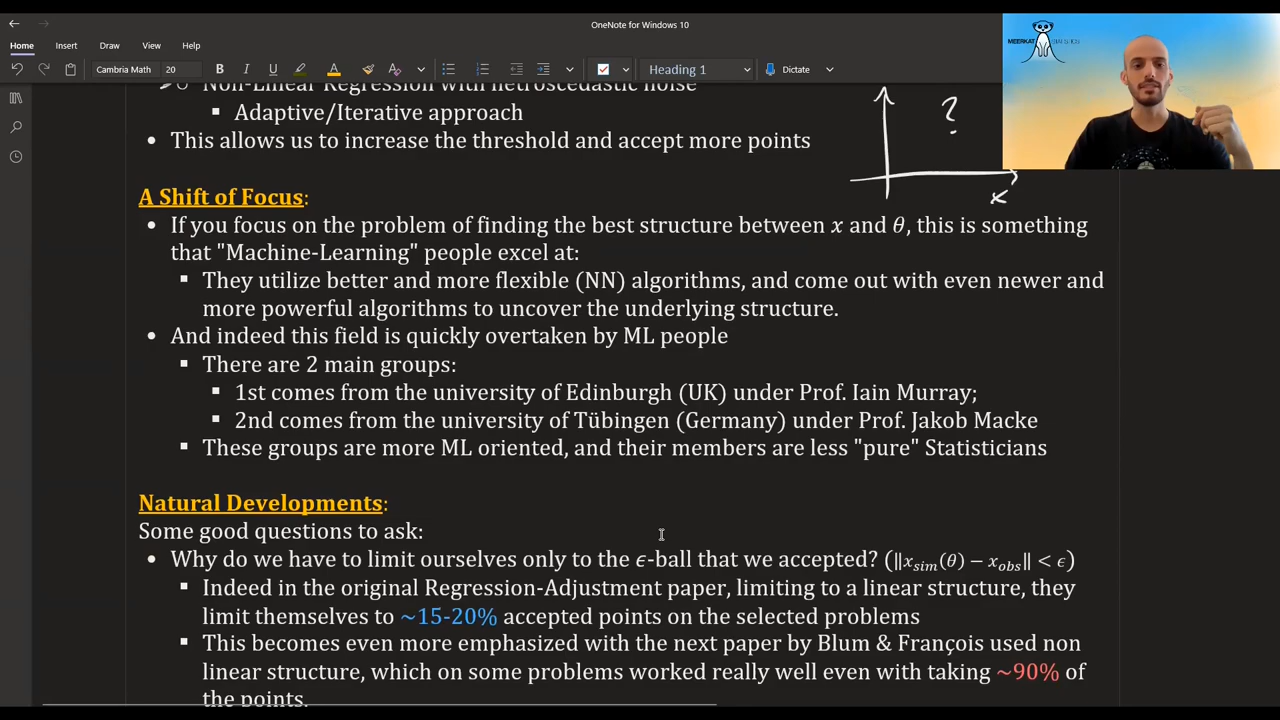 OneNote for Windows 10
Home Insert Draw View Help
Cambria Math 20 B I U A Heading 1 Dictate
MEERKAT STATISTICS
Non-Linear Regression with hetroscedastic noise
Adaptive/Iterative approach
This allows us to increase the threshold and accept more points
?
x
A Shift of Focus:
If you focus on the problem of finding the best structure between x and θ, this is something
that "Machine-Learning" people excel at:
They utilize better and more flexible (NN) algorithms, and come out with even newer and
more powerful algorithms to uncover the underlying structure.
And indeed this field is quickly overtaken by ML people
There are 2 main groups:
1st comes from the university of Edinburgh (UK) under Prof. Iain Murray;
2nd comes from the university of Tübingen (Germany) under Prof. Jakob Macke
These groups are more ML oriented, and their members are less "pure" Statisticians
Natural Developments:
Some good questions to ask:
Why do we have to limit ourselves only to the ϵ-ball that we accepted? (‖x_sim(θ) − x_obs‖ < ϵ)
Indeed in the original Regression-Adjustment paper, limiting to a linear structure, they
limit themselves to ~15-20% accepted points on the selected problems
This becomes even more emphasized with the next paper by Blum & François used non
linear structure, which on some problems worked really well even with taking ~90% of
the points.